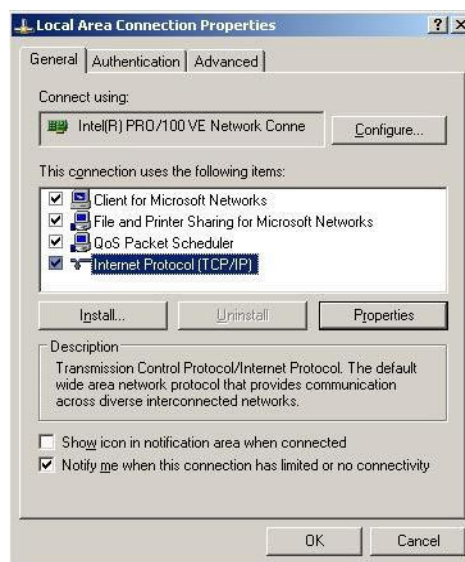 Local Area Connection Properties
General Authentication Advanced
Connect using:
Intel(R) PRO/100 VE Network Conne Configure...
This connection uses the following items:
Client for Microsoft Networks
File and Printer Sharing for Microsoft Networks
QoS Packet Scheduler
Internet Protocol (TCP/IP)
Install... Uninstall Properties
Description
Transmission Control Protocol/Internet Protocol. The default
wide area network protocol that provides communication
across diverse interconnected networks.
Show icon in notification area when connected
Notify me when this connection has limited or no connectivity
OK Cancel